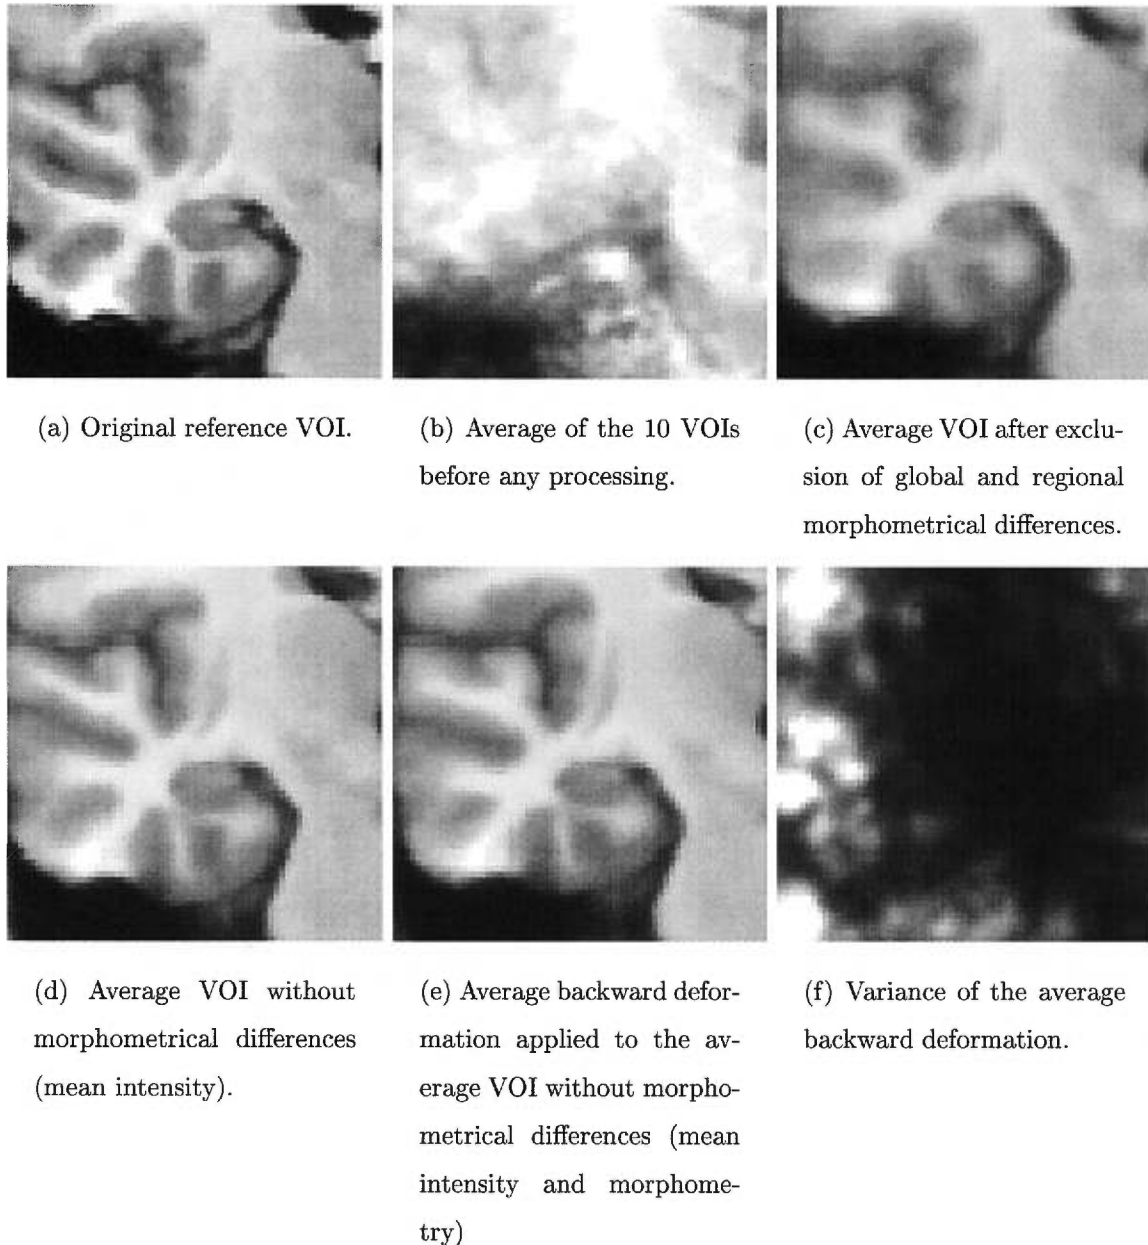 (a) Original reference VOI.
(b) Average of the 10 VOIs
before any processing.
(c) Average VOI after exclu-
sion of global and regional
morphometrical differences.
(d) Average VOI without
morphometrical differences
(mean intensity).
(e) Average backward defor-
mation applied to the av-
erage VOI without morpho-
metrical differences (mean
intensity and morphome-
try)
(f) Variance of the average
backward deformation.